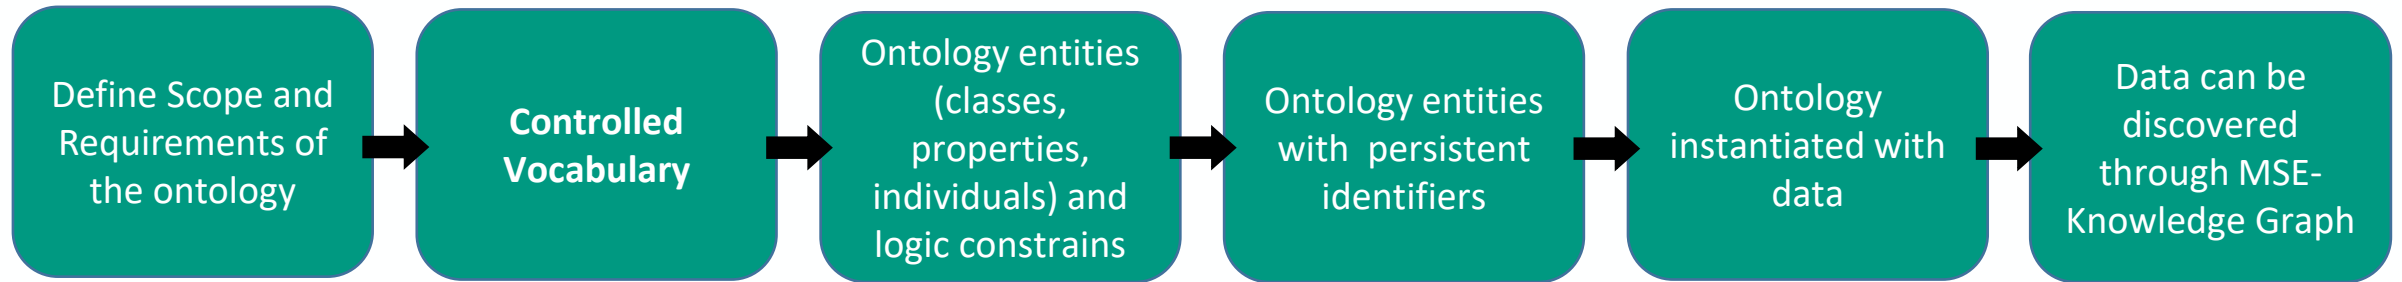 Define Scope and
Requirements of
the ontology
Controlled
Vocabulary
Ontology entities
(classes,
properties,
individuals) and
logic constrains
Ontology entities
with  persistent
identifiers
Ontology
instantiated with
data
Data can be
discovered
through MSE-
Knowledge Graph